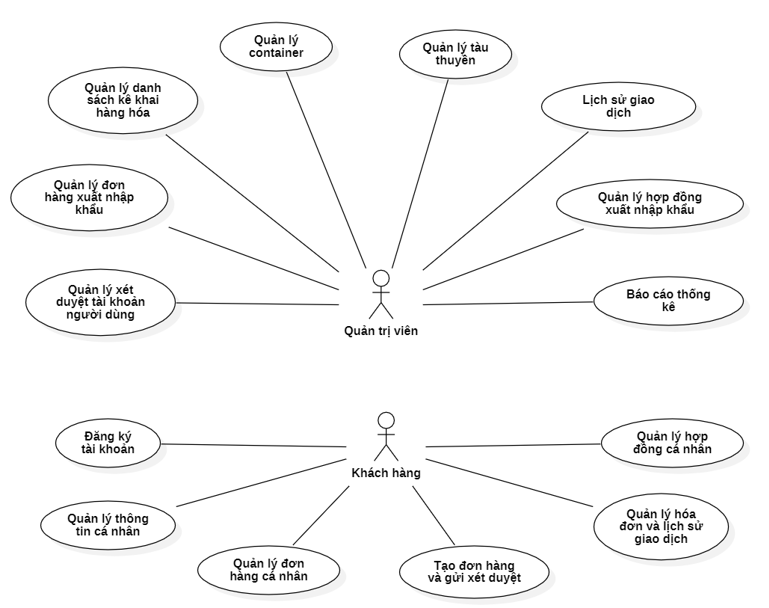 Quản lý
container
Quản lý tàu
thuyền
Quản lý danh
sách kê khai
hàng hóa
Lịch sử giao
dịch
Quản lý đơn
hàng xuất nhập
khẩu
Quản lý hợp đồng
xuất nhập khẩu
Quản lý xét
duyệt tài khoản
người dùng
Báo cáo thống
kê
Quản trị viên
Đăng ký
tài khoản
Quản lý hợp
đồng cá nhân
Khách hàng
Quản lý thông
tin cá nhân
Quản lý hóa
đơn và lịch sử
giao dịch
Quản lý đơn
hàng cá nhân
Tạo đơn hàng
và gửi xét duyệt